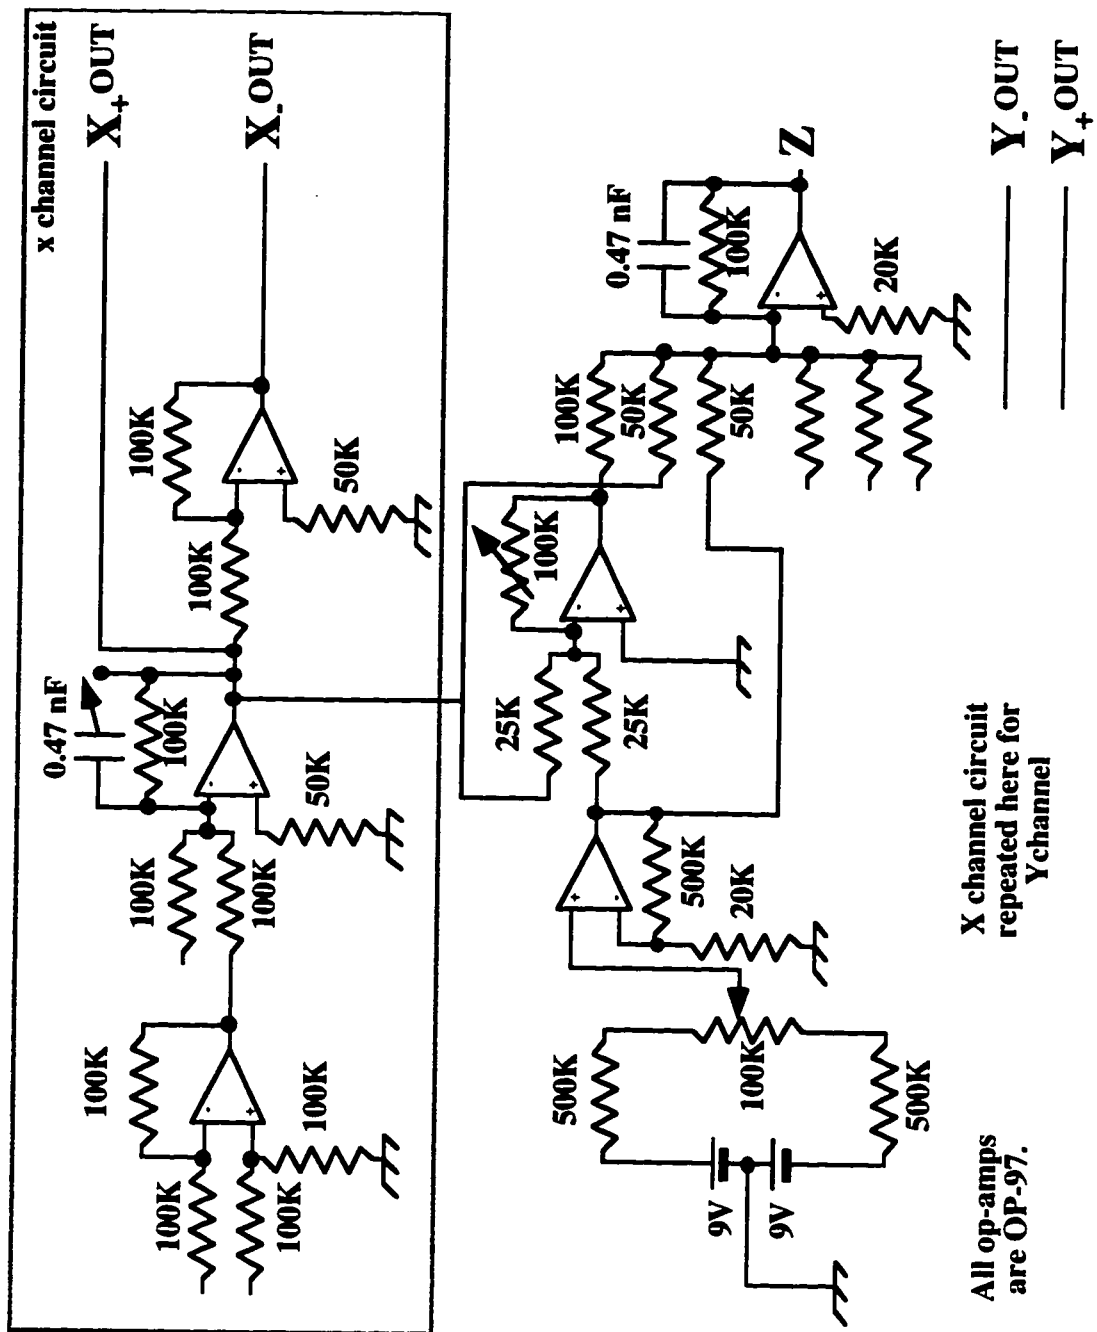 x channel circuit
X+OUT
X-OUT
0.47 nF
100K
100K
100K
100K
100K
100K
100K
100K
100K
50K
100K
50K
Z
0.47 nF
100K
20K
100K
50K
50K
100K
25K
25K
500K
20K
500K
100K
500K
9V
9V
Y-OUT
Y+OUT
X channel circuit
repeated here for
Ychannel
All op-amps
are OP-97.
- + - + - + - + + - - +